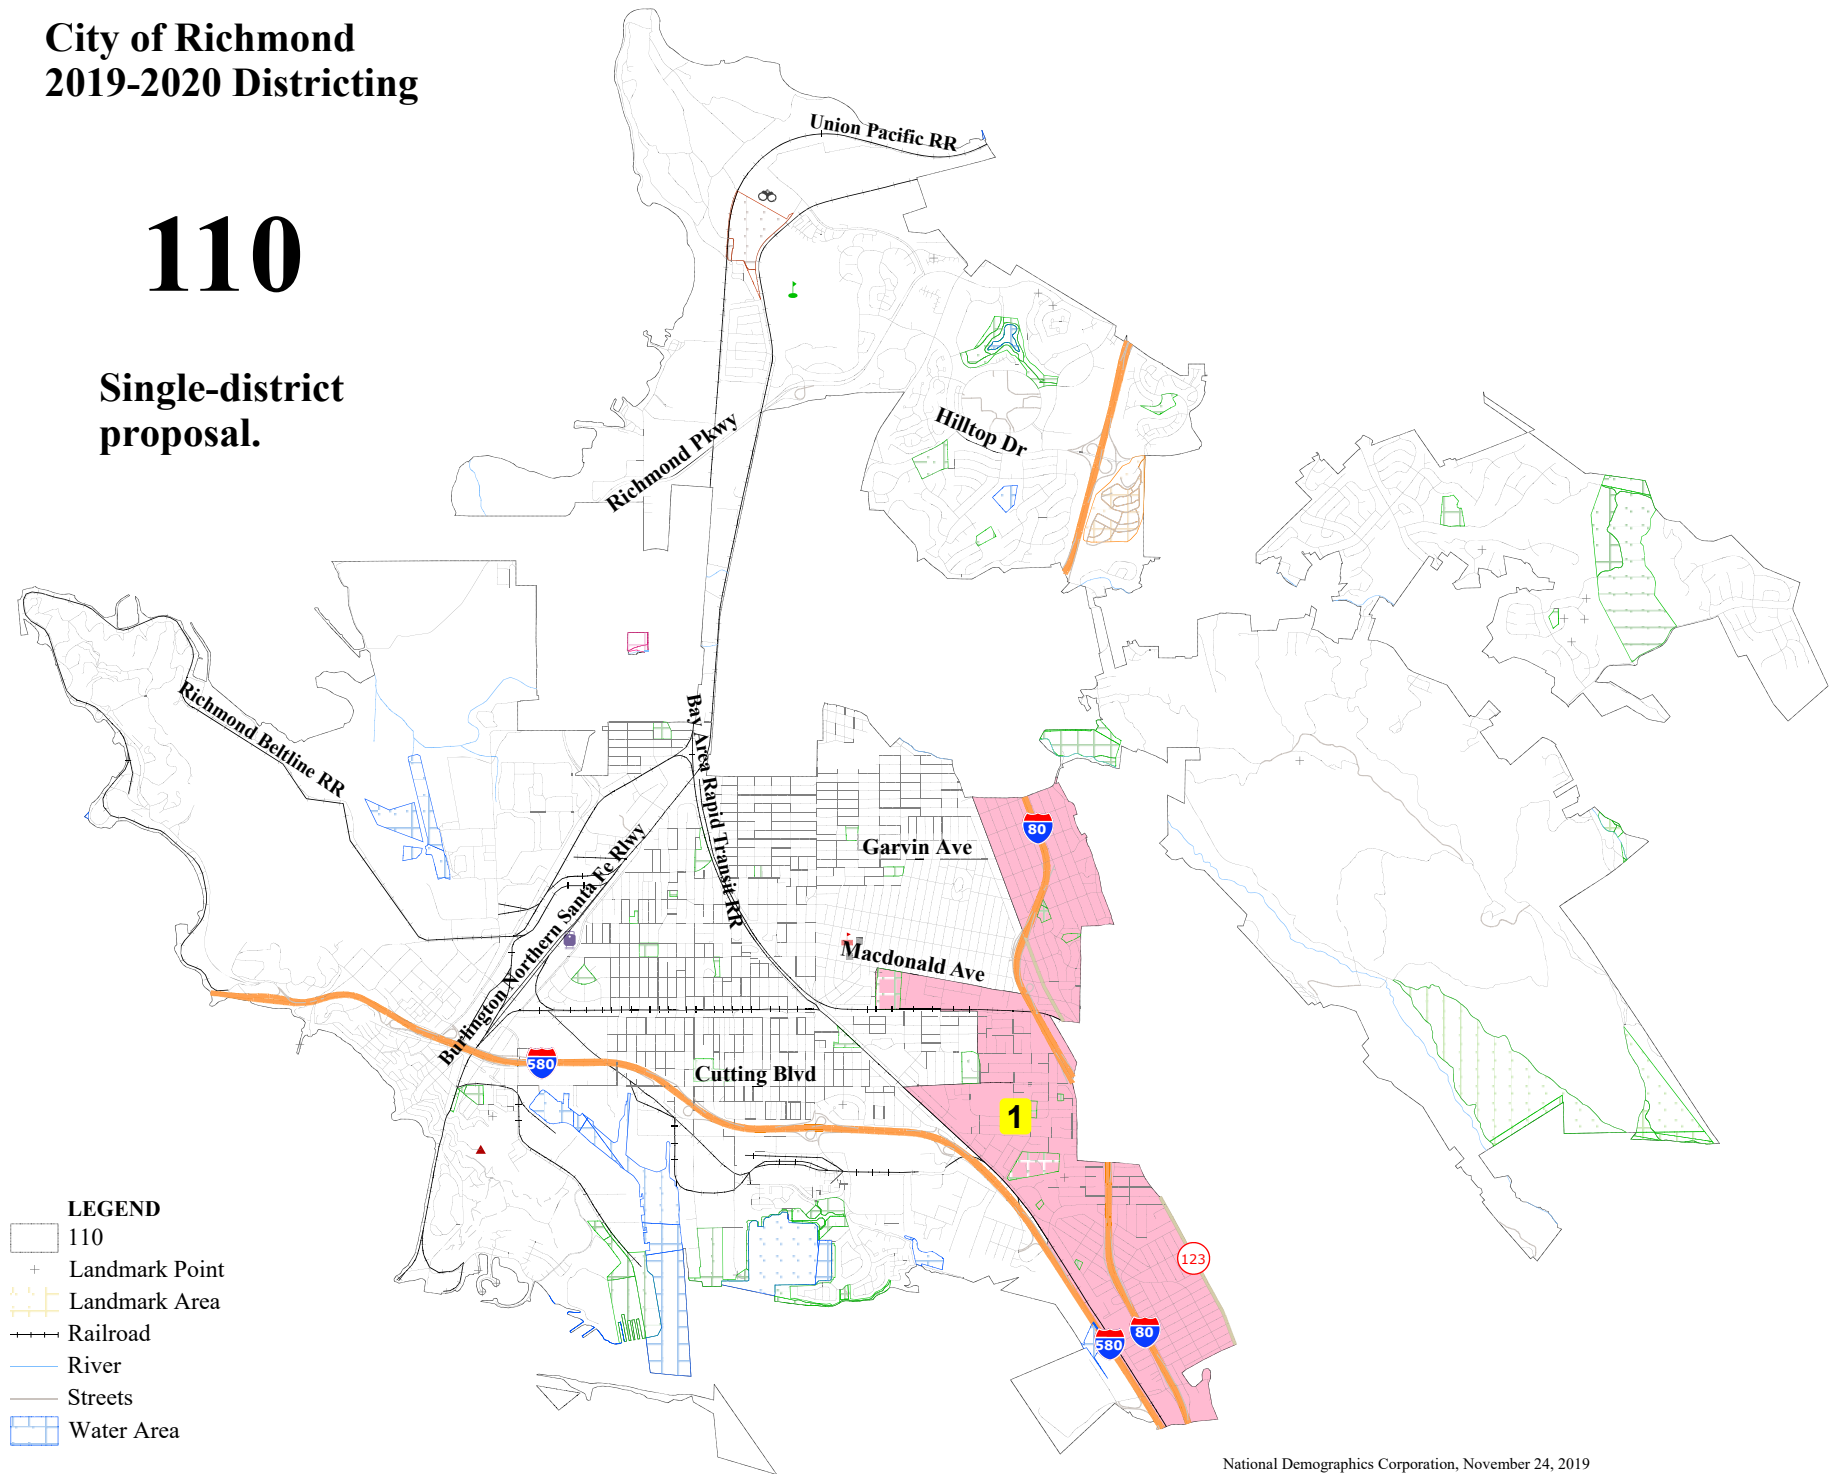 City of Richmond
2019-2020 Districting
110
Single-district
proposal.
Union Pacific RR
Hilltop Dr
Richmond Pkwy
Richmond Beltline RR
Bay Area Rapid Transit RR
80
Garvin Ave
Burlington Northern Santa Fe Rlwy
Macdonald Ave
580
Cutting Blvd
1
123
580
80
LEGEND
110
Landmark Point
Landmark Area
Railroad
River
Streets
Water Area
National Demographics Corporation, November 24, 2019